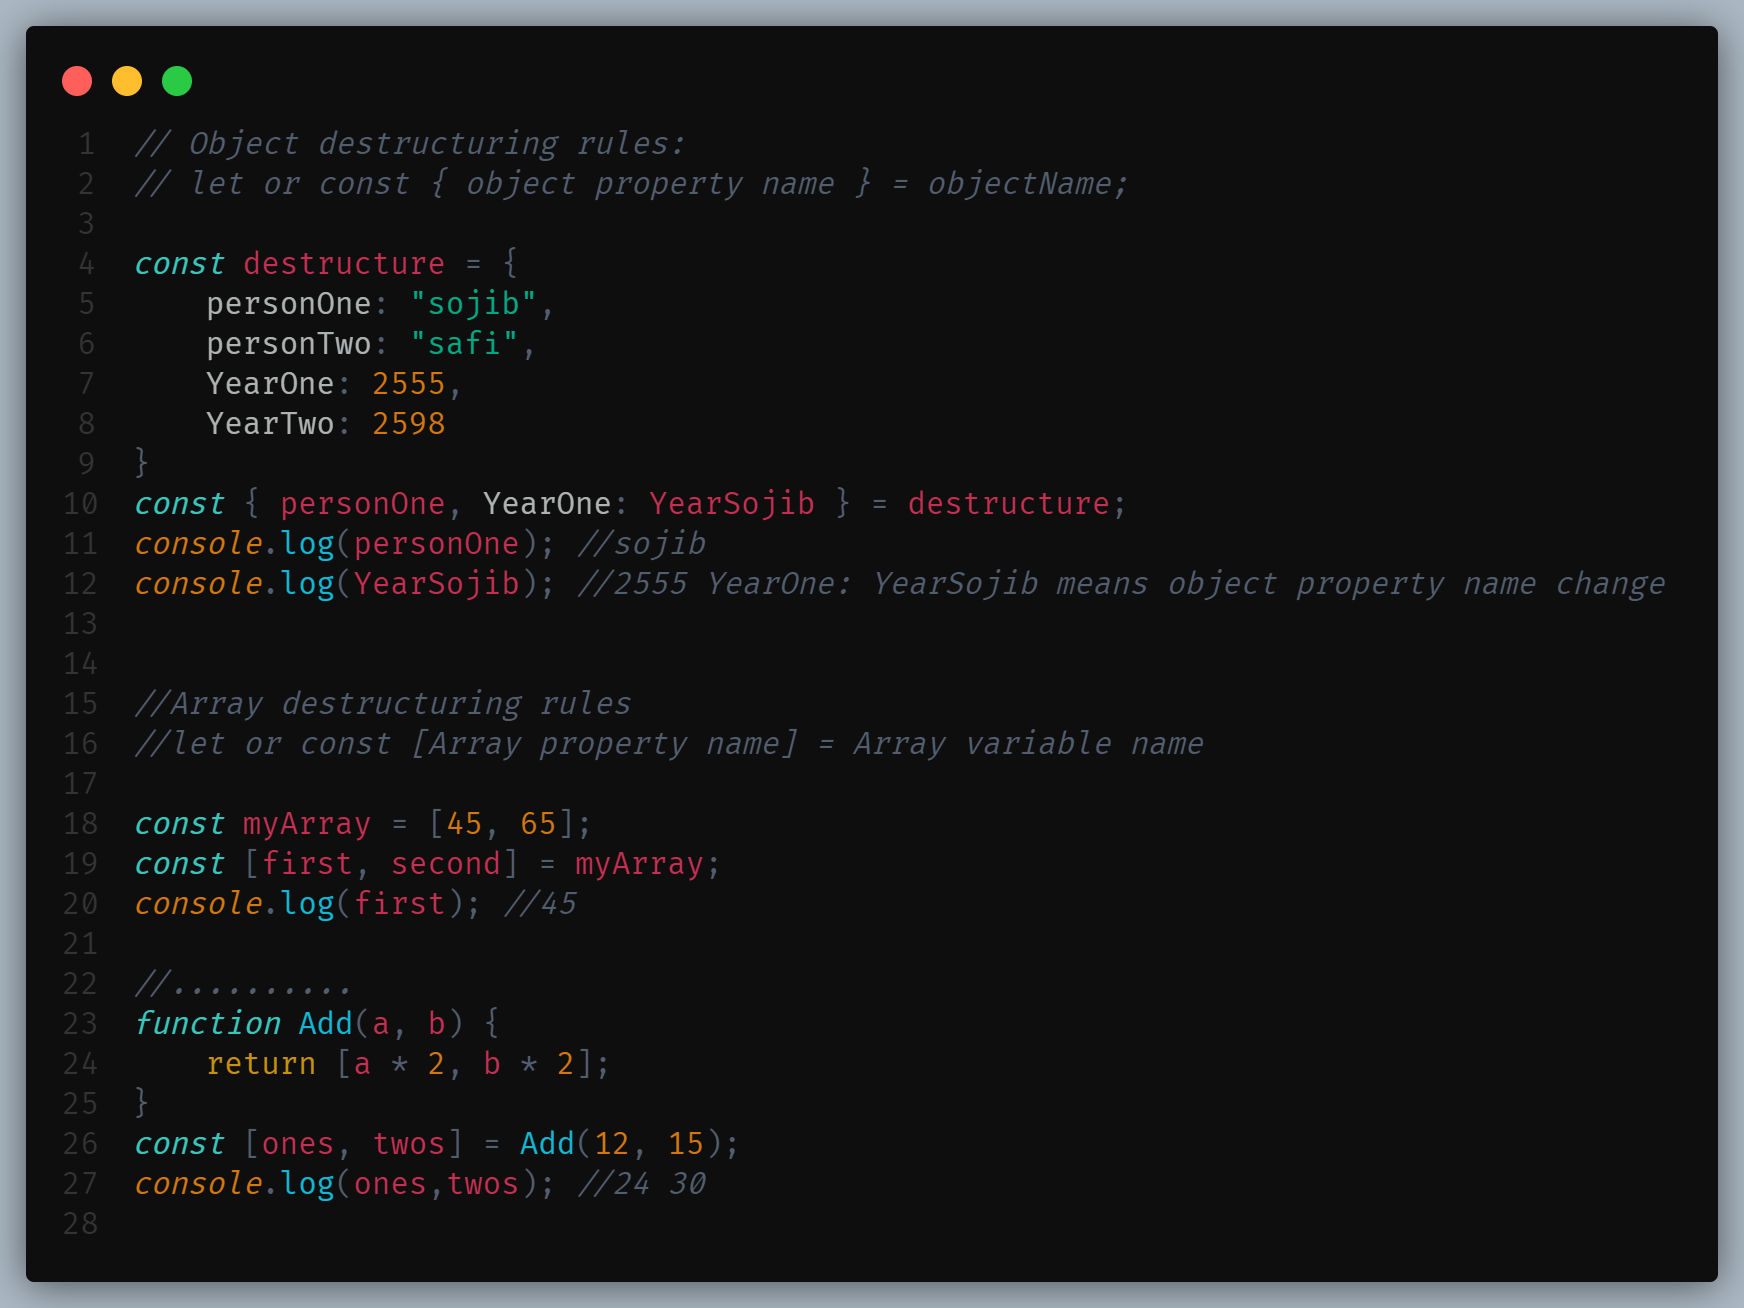 1 // Object destructuring rules:
2 // let or const { object property name } = objectName;
3
4 const destructure = {
5     personOne: "sojib",
6     personTwo: "safi",
7     YearOne: 2555,
8     YearTwo: 2598
9 }
10 const { personOne, YearOne: YearSojib } = destructure;
11 console.log(personOne); //sojib
12 console.log(YearSojib); //2555 YearOne: YearSojib means object property name change
13
14
15 //Array destructuring rules
16 //let or const [Array property name] = Array variable name
17
18 const myArray = [45, 65];
19 const [first, second] = myArray;
20 console.log(first); //45
21
22 //..........
23 function Add(a, b) {
24     return [a * 2, b * 2];
25 }
26 const [ones, twos] = Add(12, 15);
27 console.log(ones,twos); //24 30
28